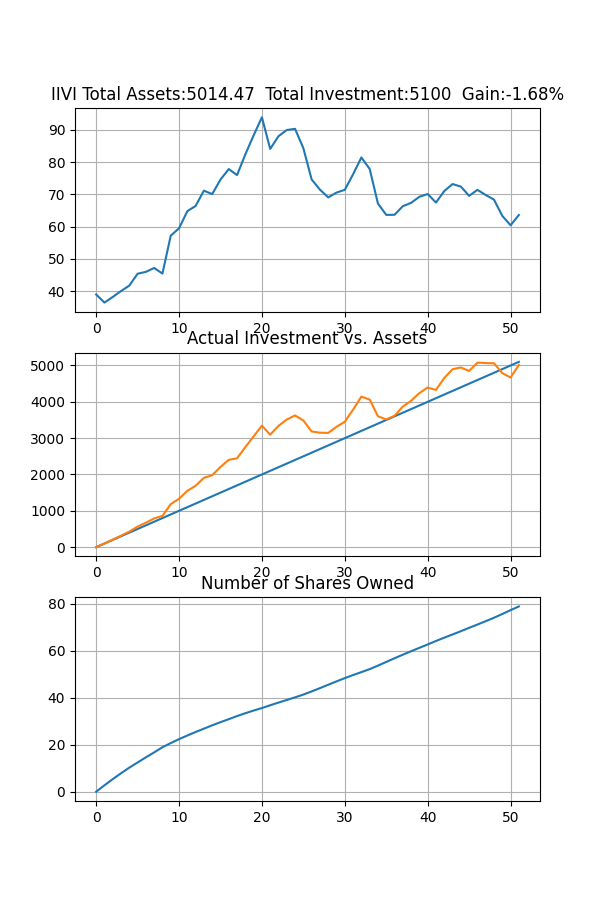 IIVI Total Assets:5014.47  Total Investment:5100  Gain:-1.68%
90
80
70
60
50
40
0 10 20 30 40 50
Actual Investment vs. Assets
5000
4000
3000
2000
1000
0
0 10 20 30 40 50
Number of Shares Owned
80
60
40
20
0
0 10 20 30 40 50